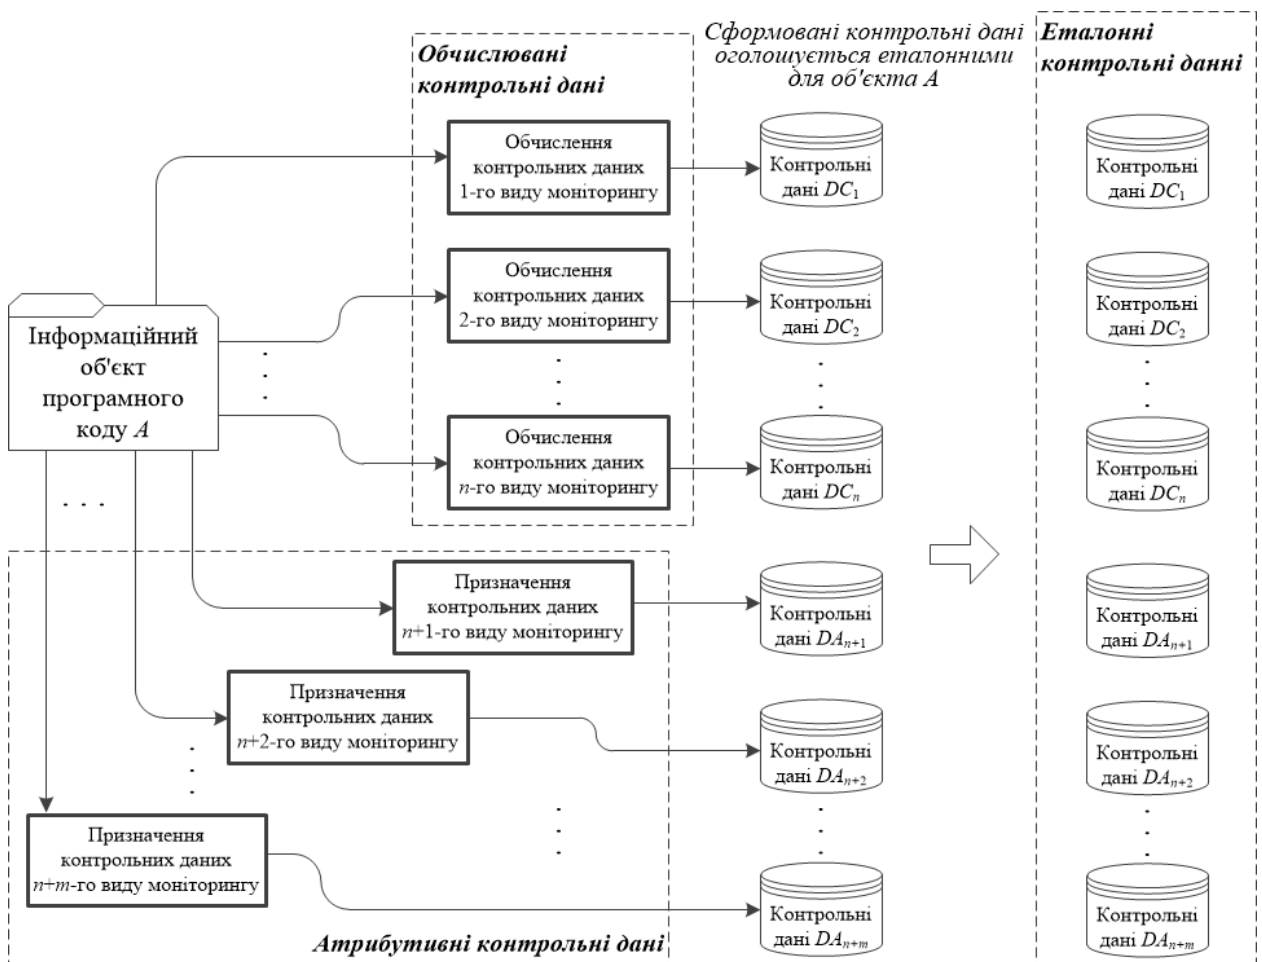 Обчислювані
контрольні дані
Сформовані контрольні дані
оголошується еталонними
для об'єкта A
Еталонні
контрольні данні
Обчислення
контрольних даних
1-го виду моніторингу
Контрольні
дані DC₁
Контрольні
дані DC₁
Обчислення
контрольних даних
2-го виду моніторингу
Контрольні
дані DC₂
Контрольні
дані DC₂
Інформаційний
об'єкт
програмного
коду A
. . .
. . .
. . .
. . .
Обчислення
контрольних даних
n-го виду моніторингу
Контрольні
дані DCₙ
Контрольні
дані DCₙ
. . .
Призначення
контрольних даних
n+1-го виду моніторингу
Контрольні
дані DAₙ₊₁
Контрольні
дані DAₙ₊₁
Призначення
контрольних даних
n+2-го виду моніторингу
Контрольні
дані DAₙ₊₂
Контрольні
дані DAₙ₊₂
. . .
. . .
. . .
. . .
Призначення
контрольних даних
n+m-го виду моніторингу
Контрольні
дані DAₙ₊ₘ
Контрольні
дані DAₙ₊ₘ
Атрибутивні контрольні дані